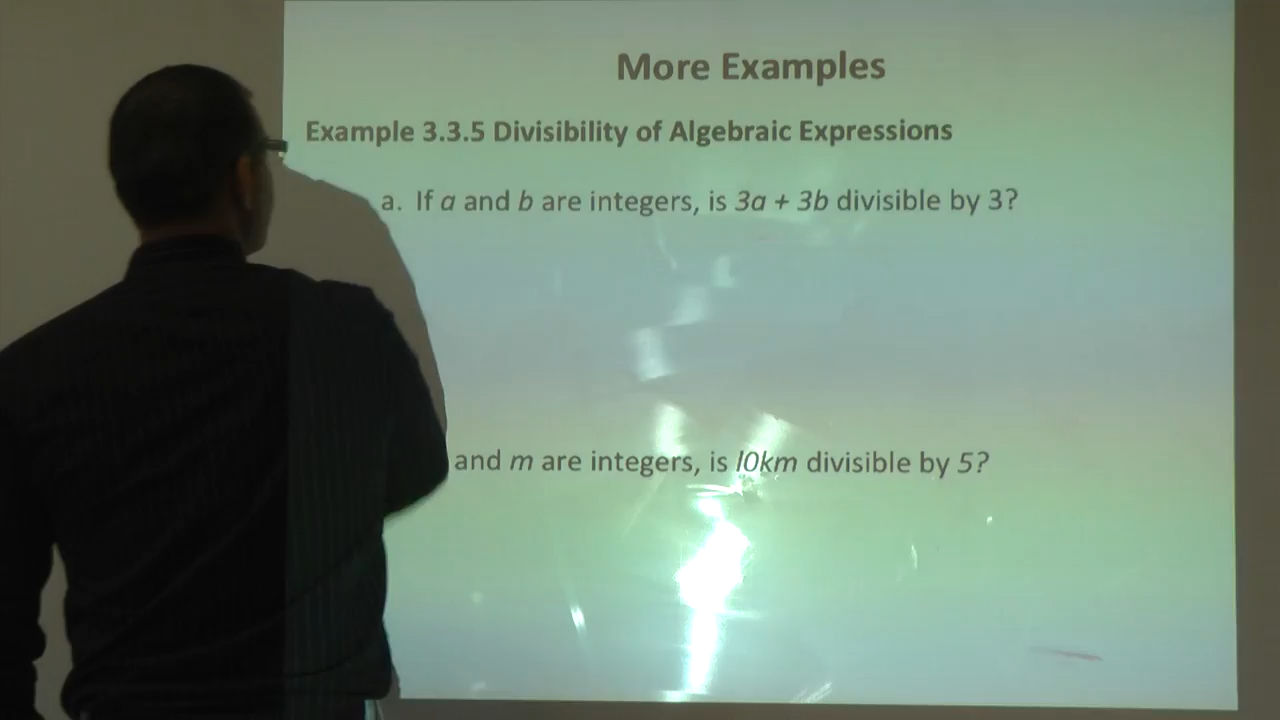 More Examples
Example 3.3.5 Divisibility of Algebraic Expressions
a. If a and b are integers, is 3a + 3b divisible by 3?
and m are integers, is l0km divisible by 5?